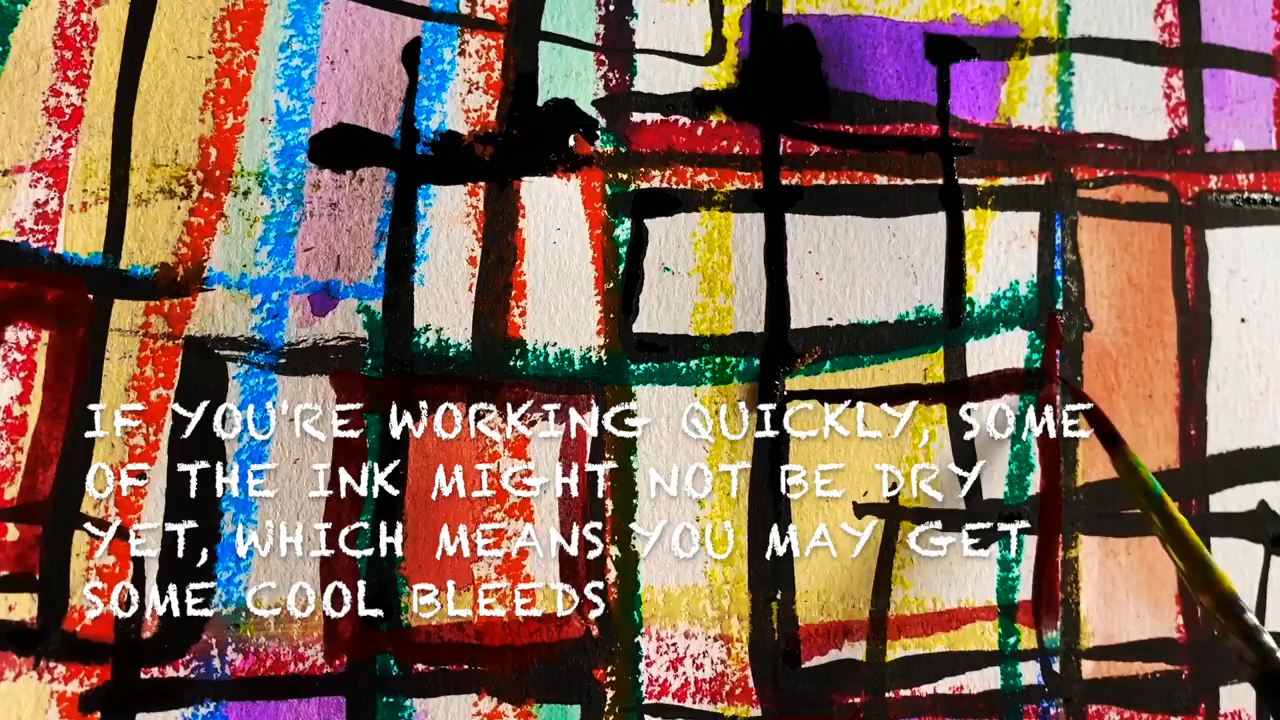 IF YOU'RE WORKING QUICKLY, SOME
OF THE INK MIGHT NOT BE DRY
YET, WHICH MEANS YOU MAY GET
SOME COOL BLEEDS